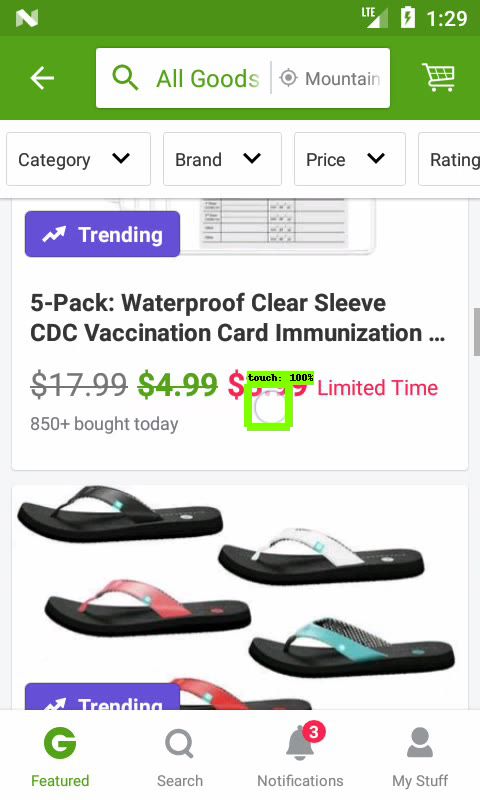 LTE 1:29
All Goods Mountain
Category Brand Price Rating
Trending
5-Pack: Waterproof Clear Sleeve
CDC Vaccination Card Immunization ...
$17.99 $4.99 Limited Time
touch: 100%
850+ bought today
Trending
3
Featured Search Notifications My Stuff